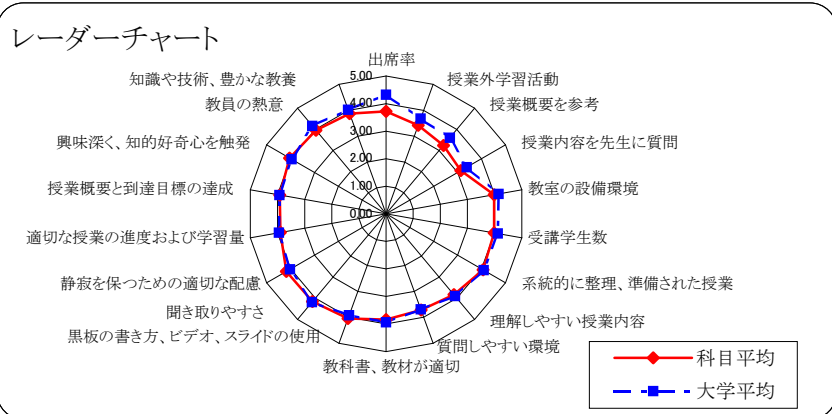 レーダーチャート
出席率
授業外学習活動
授業概要を参考
授業内容を先生に質問
教室の設備環境
受講学生数
系統的に整理、準備された授業
理解しやすい授業内容
質問しやすい環境
教科書、教材が適切
黒板の書き方、ビデオ、スライドの使用
聞き取りやすさ
静寂を保つための適切な配慮
適切な授業の進度および学習量
授業概要と到達目標の達成
興味深く、知的好奇心を触発
教員の熱意
知識や技術、豊かな教養
5.00
4.00
3.00
2.00
1.00
0.00
科目平均
大学平均